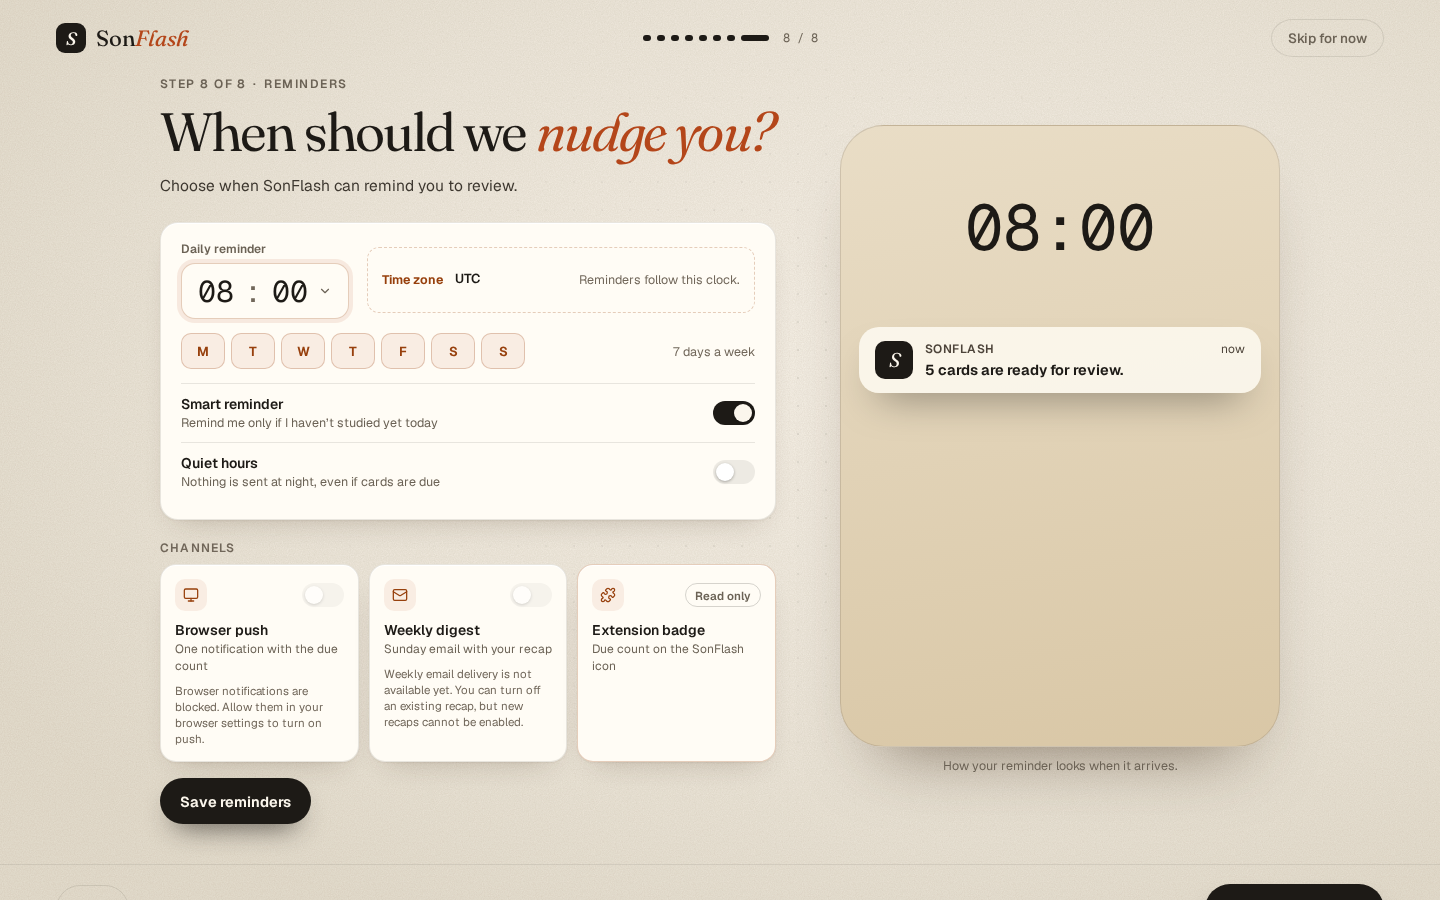 S SonFlash
8 / 8
Skip for now
STEP 8 OF 8 · REMINDERS
When should we nudge you?
Choose when SonFlash can remind you to review.
Daily reminder
08 : 00
Time zone UTC
Reminders follow this clock.
M T W T F S S
7 days a week
Smart reminder
Remind me only if I haven't studied yet today
Quiet hours
Nothing is sent at night, even if cards are due
CHANNELS
Browser push
One notification with the due
count
Browser notifications are
blocked. Allow them in your
browser settings to turn on
push.
Weekly digest
Sunday email with your recap
Weekly email delivery is not
available yet. You can turn off
an existing recap, but new
recaps cannot be enabled.
Read only
Extension badge
Due count on the SonFlash
icon
Save reminders
08:00
S
SONFLASH
now
5 cards are ready for review.
How your reminder looks when it arrives.